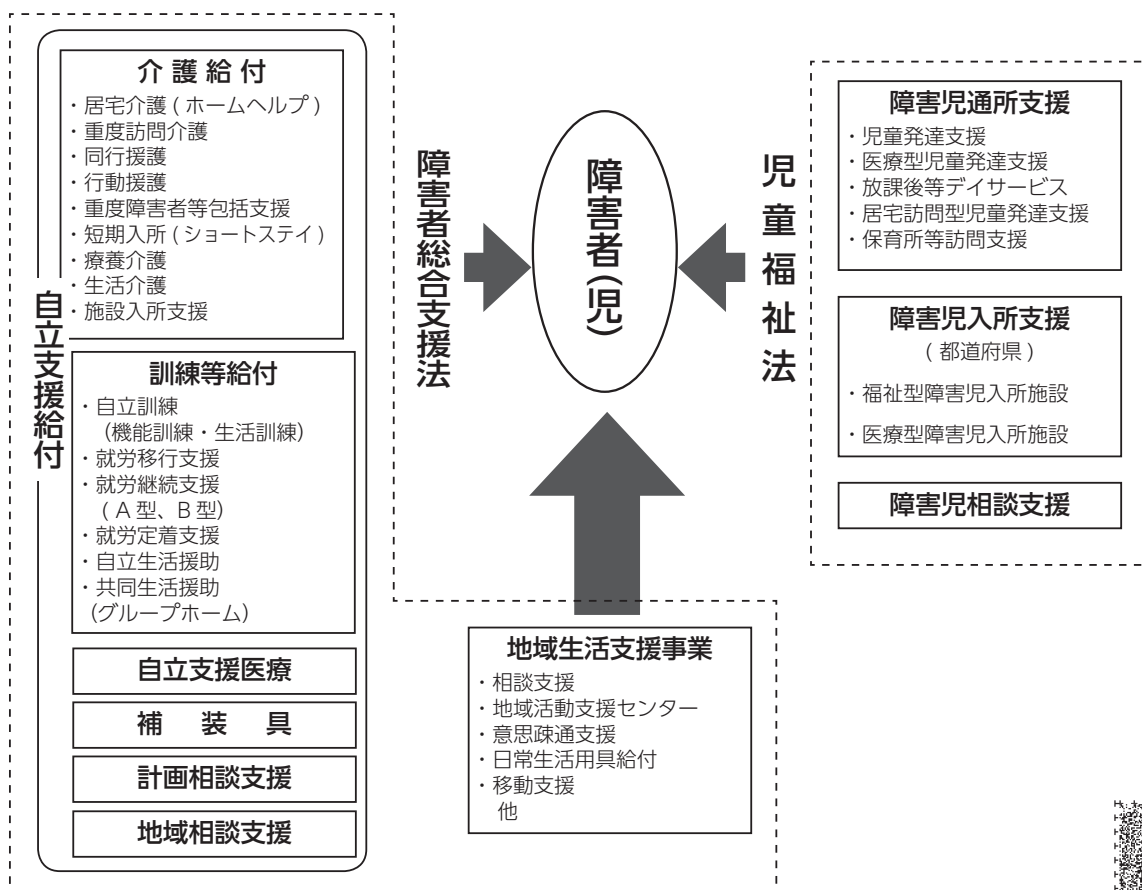 介護給付
・居宅介護 ( ホームヘルプ )
・重度訪問介護
・同行援護
・行動援護
・重度障害者等包括支援
・短期入所 ( ショートステイ )
・療養介護
・生活介護
・施設入所支援
自立支援給付
訓練等給付
・自立訓練
(機能訓練・生活訓練)
・就労移行支援
・就労継続支援
( A 型、B 型)
・就労定着支援
・自立生活援助
・共同生活援助
(グループホーム)
自立支援医療
補装具
計画相談支援
地域相談支援
障害者総合支援法
障害者(児)
児童福祉法
地域生活支援事業
・相談支援
・地域活動支援センター
・意思疎通支援
・日常生活用具給付
・移動支援
他
障害児通所支援
・児童発達支援
・医療型児童発達支援
・放課後等デイサービス
・居宅訪問型児童発達支援
・保育所等訪問支援
障害児入所支援
( 都道府県 )
・福祉型障害児入所施設
・医療型障害児入所施設
障害児相談支援